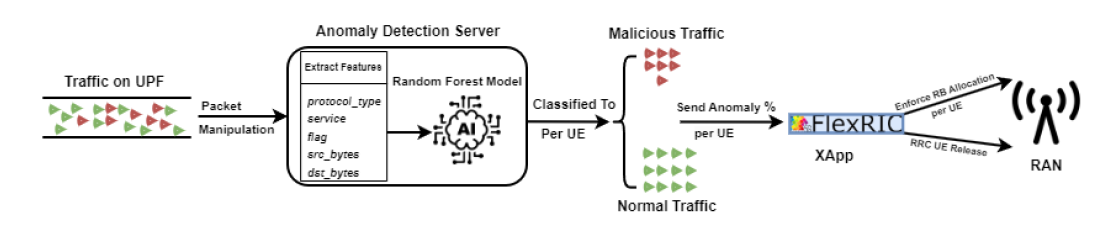 Anomaly Detection Server
Traffic on UPF
Packet
Manipulation
Extract Features
protocol_type
service
flag
src_bytes
dst_bytes
Random Forest Model
AI
Classified To
Per UE
Malicious Traffic
Normal Traffic
Send Anomaly %
per UE
FlexRIC
XApp
Enforce RB Allocation
per UE
RRC UE Release
RAN